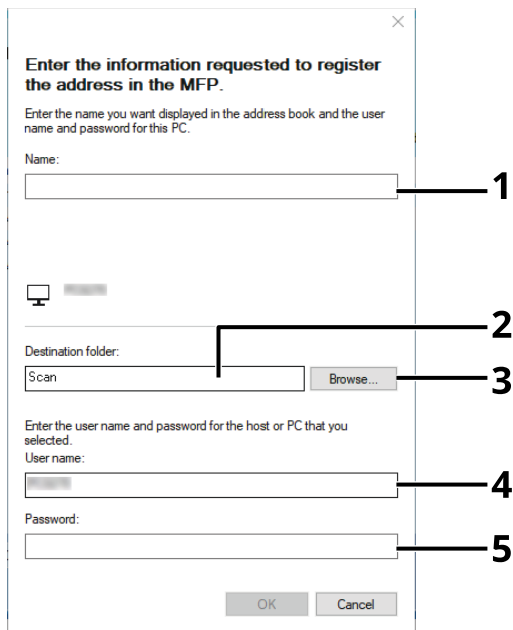 Enter the information requested to register
the address in the MFP.
Enter the name you want displayed in the address book and the user
name and password for this PC.
Name:
1
2
Destination folder:
Scan
Browse...
3
Enter the user name and password for the host or PC that you
selected.
User name:
4
Password:
5
OK
Cancel